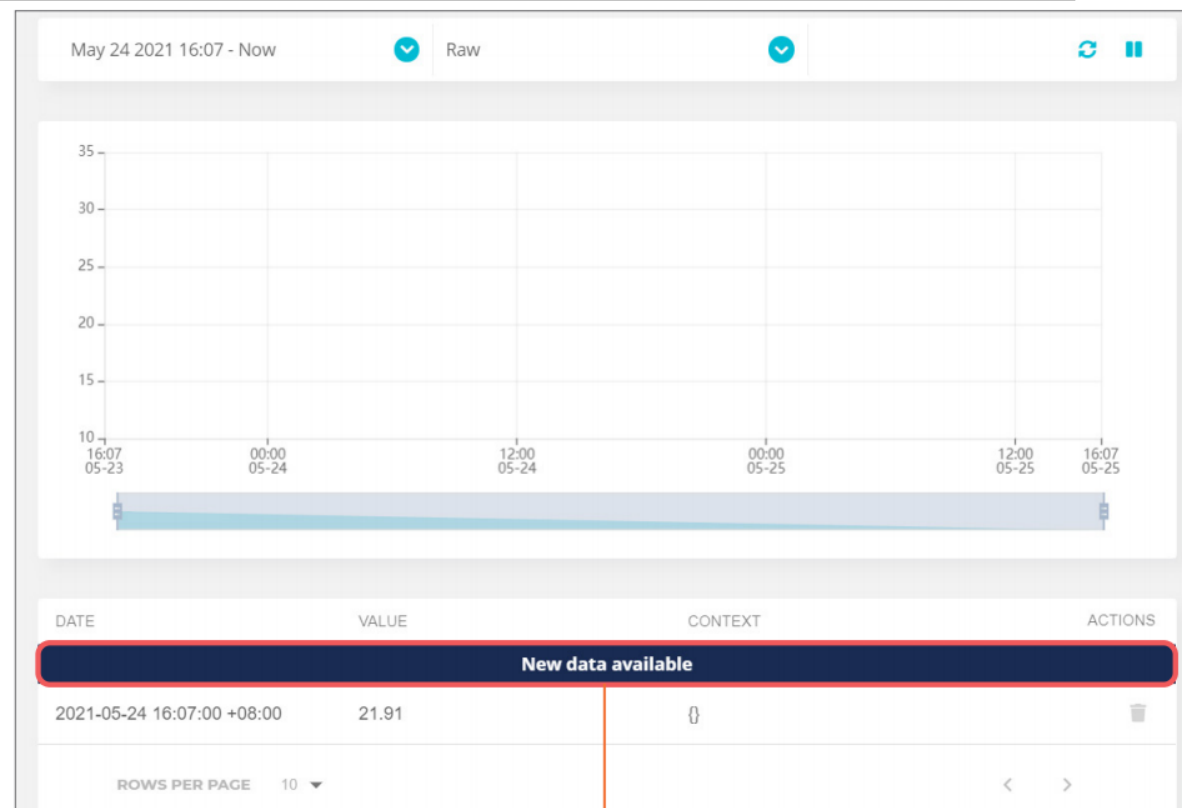 May 24 2021 16:07 - Now Raw
35
30
25
20
15
10
16:07 00:00 12:00 00:00 12:00 16:07
05-23 05-24 05-24 05-25 05-25 05-25
DATE VALUE CONTEXT ACTIONS
New data available
2021-05-24 16:07:00 +08:00 21.91 {}
ROWS PER PAGE 10